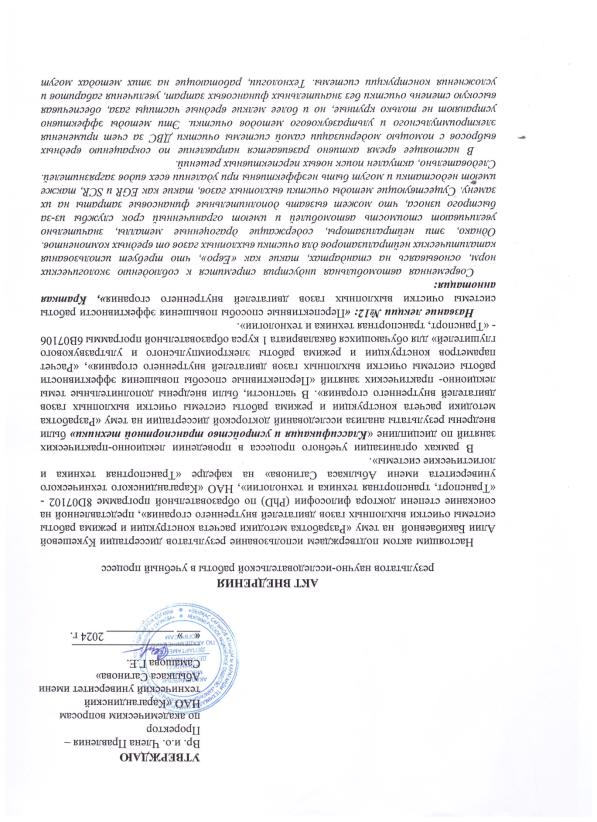 УТВЕРЖДАЮ
Вр. и.о. Члена Правления –
Проректор
по академическим вопросам
НАО «Карагандинский
технический университет имени
Абылкаса Сагинова»
Самашова Г.Е.
«    »                2024 г.
АКТ ВНЕДРЕНИЯ
результатов научно-исследовательской работы в учебный процесс
Настоящим актом подтверждаем использование результатов диссертации Кукешевой
Алии Бакибаевной на тему «Разработка методики расчета конструкции и режима работы
системы очистки выхлопных газов двигателей внутреннего сгорания», представленной на
соискание степени доктора философии (PhD) по образовательной программе 8D07102 -
«Транспорт, транспортная техника и технологии», НАО «Карагандинского технического
университета имени Абылкаса Сагинова» на кафедре «Транспортная техника и
логистические системы».
В рамках организации учебного процесса в проведении лекционно-практических
занятий по дисциплине «Классификация и устройство транспортной техники» были
внедрены результаты анализа исследований докторской диссертации на тему «Разработка
методики расчета конструкции и режима работы системы очистки выхлопных газов
двигателей внутреннего сгорания». В частности, были внедрены дополнительные темы
лекционно- практических занятий «Перспективные способы повышения эффективности
работы системы очистки выхлопных газов двигателей внутреннего сгорания», «Расчет
параметров конструкции и режима работы электроимпульсного и ультразвукового
глушителей» для обучающихся бакалавриата 1 курса образовательной программы 6B07106
- «Транспорт, транспортная техника и технологии».
Название лекции №12: «Перспективные способы повышения эффективности работы
системы очистки выхлопных газов двигателей внутреннего сгорания», Краткая
аннотация:
Современная автомобильная индустрия стремится к соблюдению экологических
норм, основываясь на стандартах, такие как «Евро», что требует использования
каталитических нейтрализаторов для очистки выхлопных газов от вредных компонентов.
Однако, эти нейтрализаторы, содержащие драгоценные металлы, значительно
увеличивают стоимость автомобилей и имеют ограниченный срок службы из-за
быстрого износа, что может вызвать дополнительные финансовые затраты на их
замену. Существующие методы очистки выхлопных газов, такие как EGR и SCR, также
имеют недостатки и могут быть неэффективны при удалении всех видов загрязнителей.
Следовательно, актуален поиск новых перспективных решений.
В настоящее время активно развивается направление по сокращению вредных
выбросов с помощью модернизации самой системы очистки ДВС за счет применения
электроимпульсного и ультразвукового методов очистки. Эти методы эффективно
устраняют не только крупные, но и более мелкие вредные частицы газа, обеспечивая
высокую степень очистки без значительных финансовых затрат, увеличения габаритов и
усложнения конструкции системы. Технологии, работающие на этих методах могут